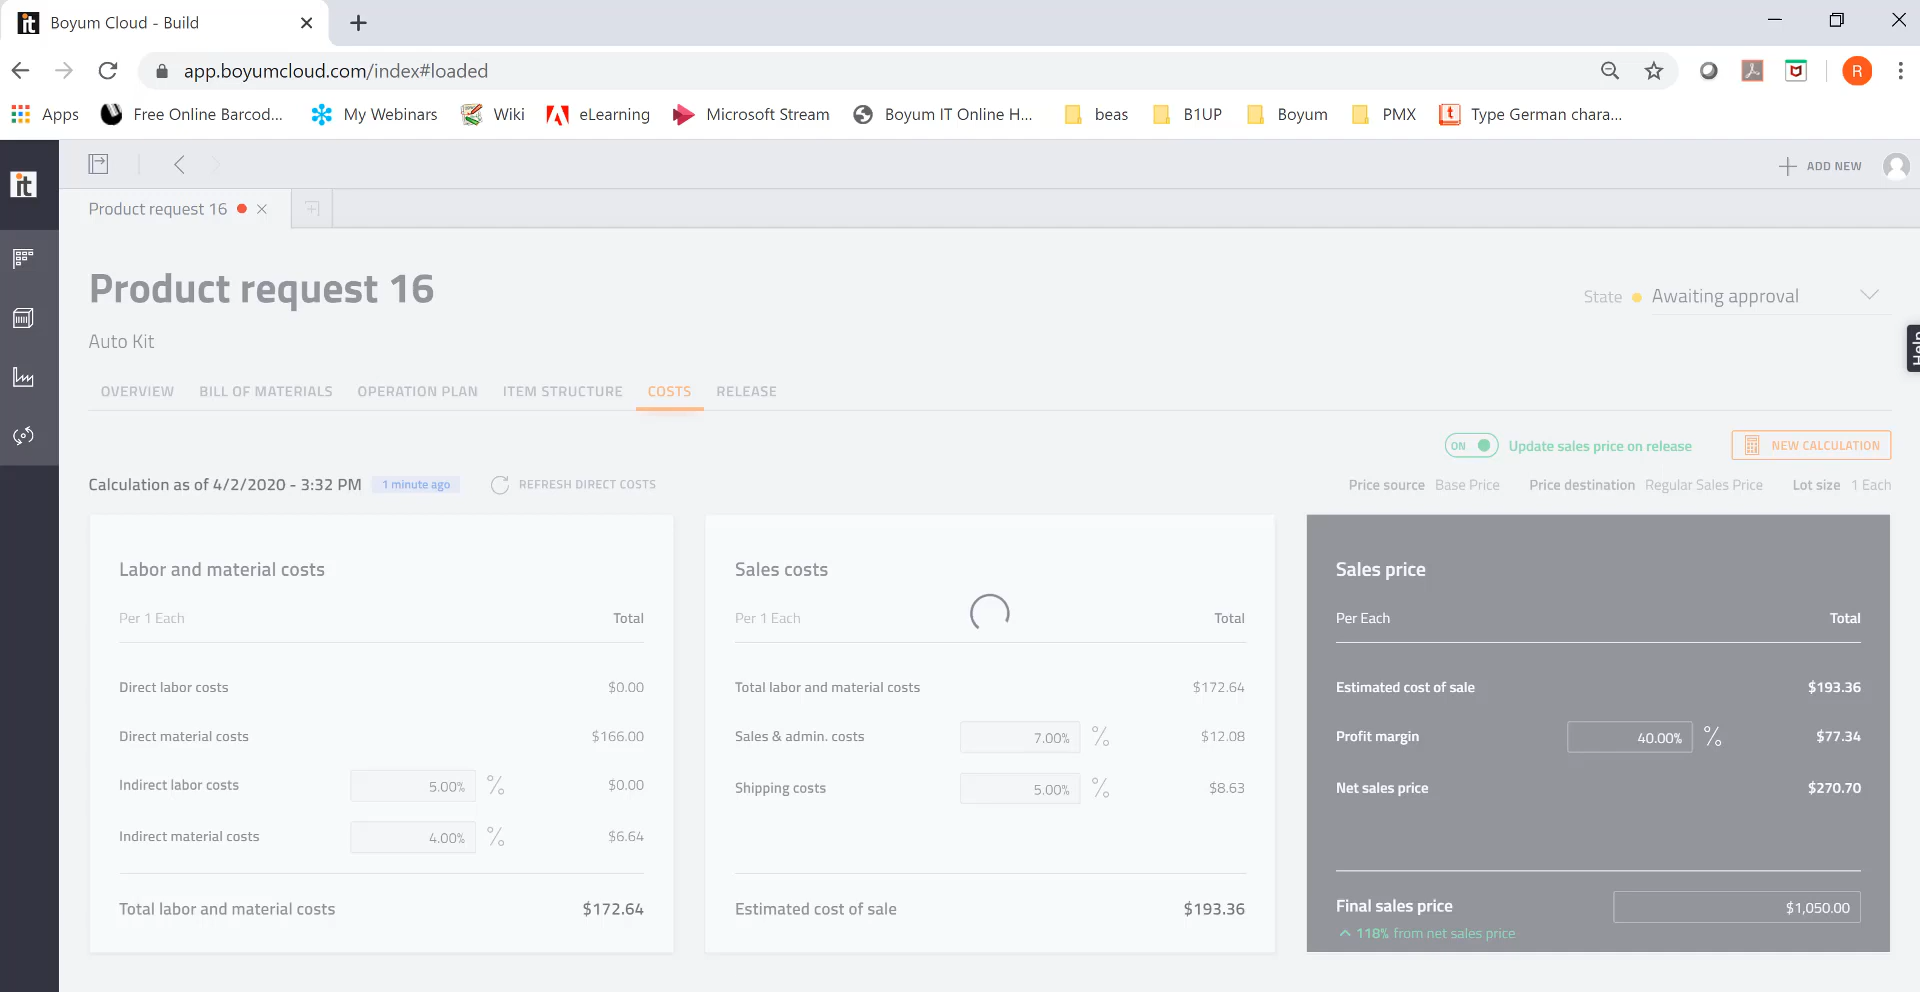 it Boyum Cloud - Build
app.boyumcloud.com/index#loaded
R
Apps Free Online Barcod... My Webinars Wiki eLearning Microsoft Stream Boyum IT Online H... beas B1UP Boyum PMX Type German chara...
it
ADD NEW
Product request 16
Product request 16
State Awaiting approval
Help
Auto Kit
OVERVIEW BILL OF MATERIALS OPERATION PLAN ITEM STRUCTURE COSTS RELEASE
ON Update sales price on release NEW CALCULATION
Calculation as of 4/2/2020 - 3:32 PM 1 minute ago REFRESH DIRECT COSTS Price source Base Price Price destination Regular Sales Price Lot size 1 Each
Labor and material costs
Per 1 Each Total
Direct labor costs $0.00
Direct material costs $166.00
Indirect labor costs 5.00% % $0.00
Indirect material costs 4.00% % $6.64
Total labor and material costs $172.64
Sales costs
Per 1 Each Total
Total labor and material costs $172.64
Sales & admin. costs 7.00% % $12.08
Shipping costs 5.00% % $8.63
Estimated cost of sale $193.36
Sales price
Per Each Total
Estimated cost of sale $193.36
Profit margin 40.00% % $77.34
Net sales price $270.70
Final sales price $1,050.00
118% from net sales price